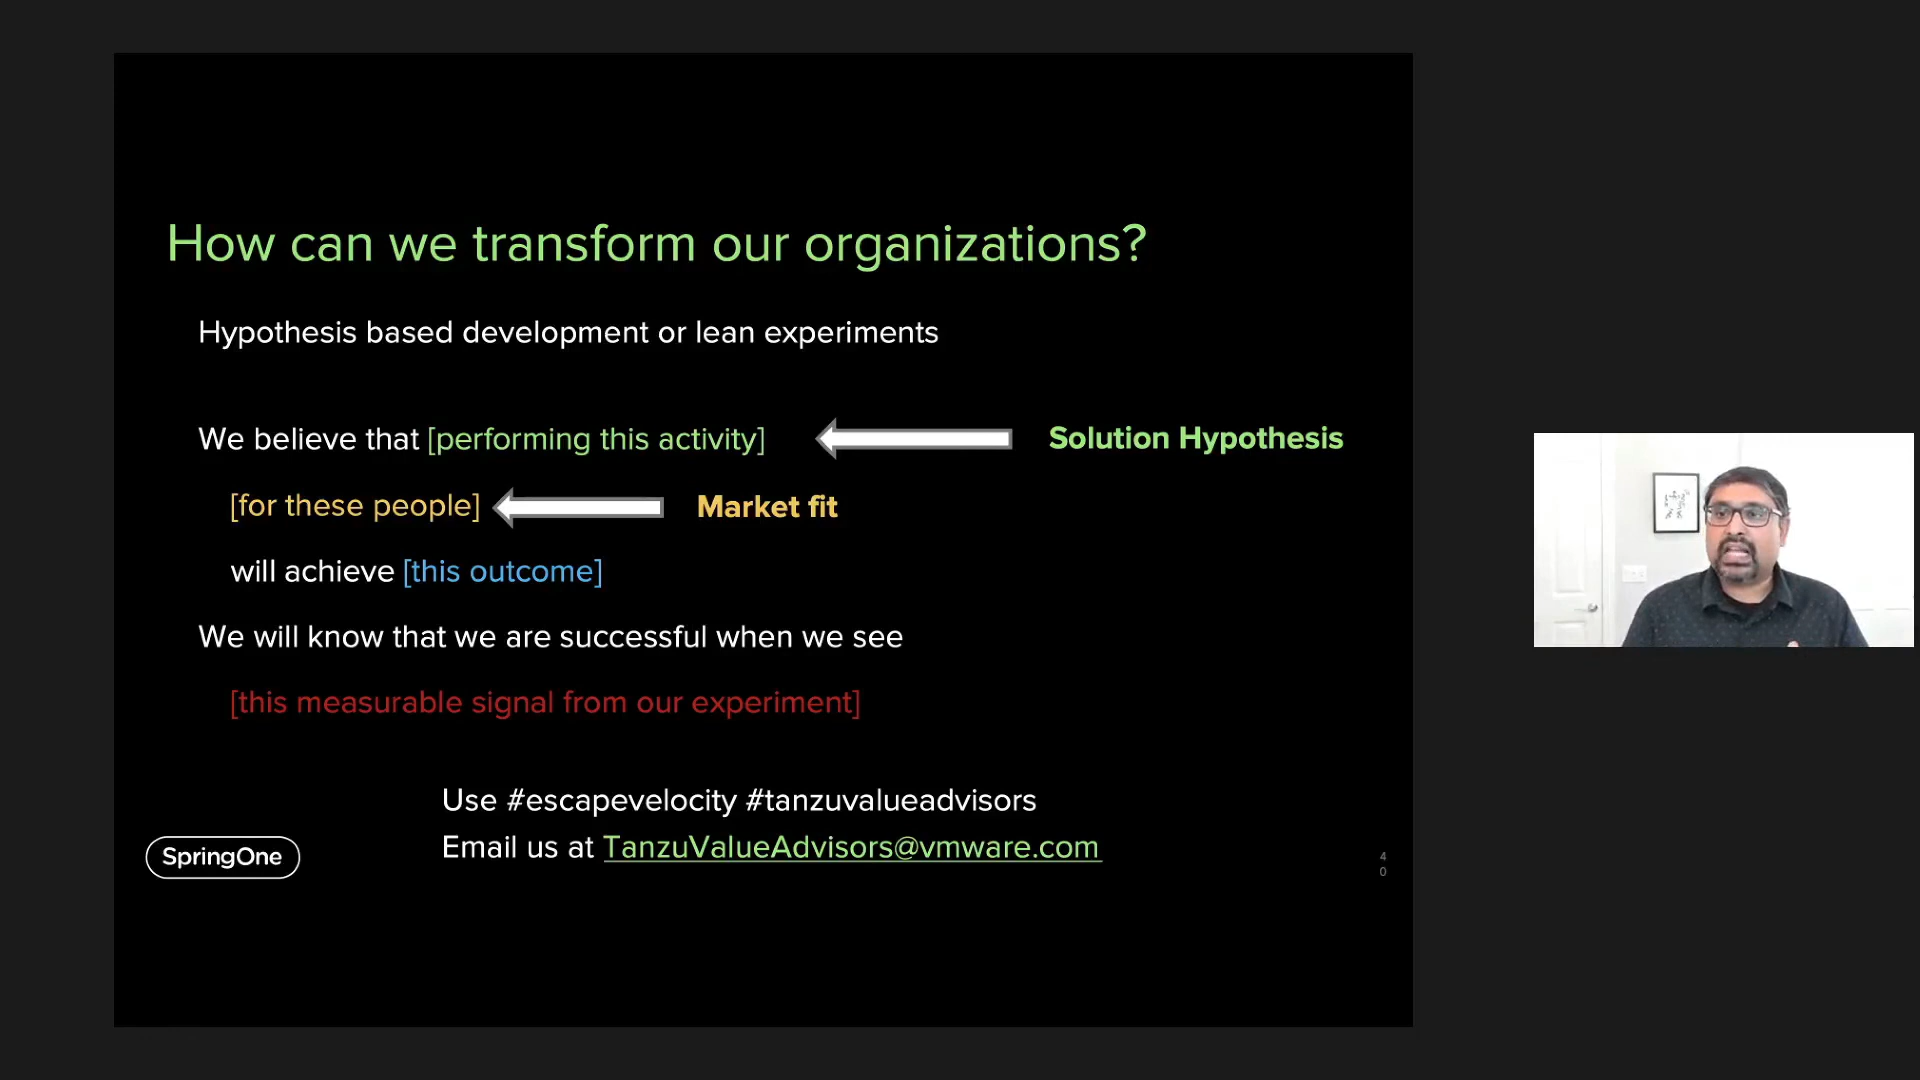 How can we transform our organizations?
Hypothesis based development or lean experiments
We believe that [performing this activity]
Solution Hypothesis
[for these people]
Market fit
will achieve [this outcome]
We will know that we are successful when we see
[this measurable signal from our experiment]
Use #escapevelocity #tanzuvalueadvisors
Email us at TanzuValueAdvisors@vmware.com
SpringOne
4
0